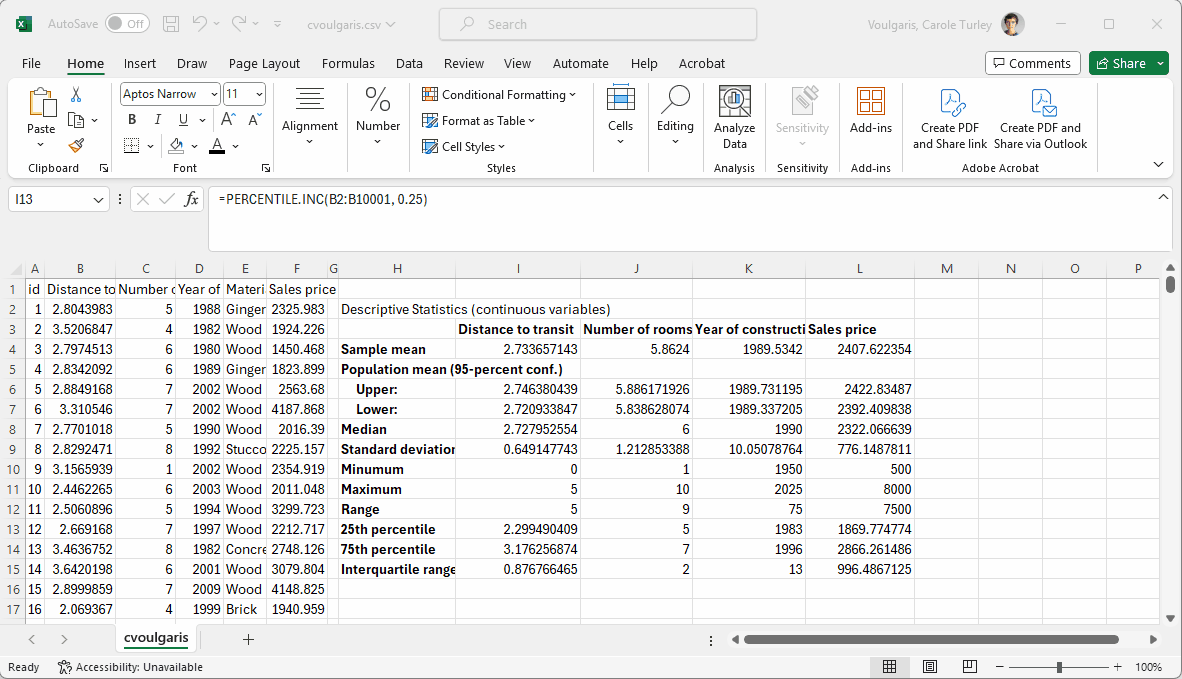 AutoSave Off cvoulgaris.csv Search Voulgaris, Carole Turley
File Home Insert Draw Page Layout Formulas Data Review View Automate Help Acrobat Comments Share
Paste Aptos Narrow 11 B I U A A A Alignment % Number Conditional Formatting Format as Table Cell Styles Cells Editing Analyze Data Sensitivity Add-ins Create PDF and Share link Create PDF and Share via Outlook
Clipboard Font Styles Analysis Sensitivity Add-ins Adobe Acrobat
I13 fx =PERCENTILE.INC(B2:B10001, 0.25)
A B C D E F G H I J K L M N O P
1 id Distance to Number o Year of Materi Sales price
2 1 2.8043983 5 1988 Ginger 2325.983 Descriptive Statistics (continuous variables)
3 2 3.5206847 4 1982 Wood 1924.226 Distance to transit Number of rooms Year of constructi Sales price
4 3 2.7974513 6 1980 Wood 1450.468 Sample mean 2.733657143 5.8624 1989.5342 2407.622354
5 4 2.8342092 6 1989 Ginger 1823.899 Population mean (95-percent conf.)
6 5 2.8849168 7 2002 Wood 2563.68 Upper: 2.746380439 5.886171926 1989.731195 2422.83487
7 6 3.310546 7 2002 Wood 4187.868 Lower: 2.720933847 5.838628074 1989.337205 2392.409838
8 7 2.7701018 5 1990 Wood 2016.39 Median 2.727952554 6 1990 2322.066639
9 8 2.8292471 8 1992 Stucco 2225.157 Standard deviation 0.649147743 1.212853388 10.05078764 776.1487811
10 9 3.1565939 1 2002 Wood 2354.919 Minumum 0 1 1950 500
11 10 2.4462265 6 2003 Wood 2011.048 Maximum 5 10 2025 8000
12 11 2.5060896 5 1994 Wood 3299.723 Range 5 9 75 7500
13 12 2.669168 7 1997 Wood 2212.717 25th percentile 2.299490409 5 1983 1869.774774
14 13 3.4636752 8 1982 Concre 2748.126 75th percentile 3.176256874 7 1996 2866.261486
15 14 3.6420198 6 2001 Wood 3079.804 Interquartile range 0.876766465 2 13 996.4867125
16 15 2.8999859 7 2009 Wood 4148.825
17 16 2.069367 4 1999 Brick 1940.959
cvoulgaris
Ready Accessibility: Unavailable 100%